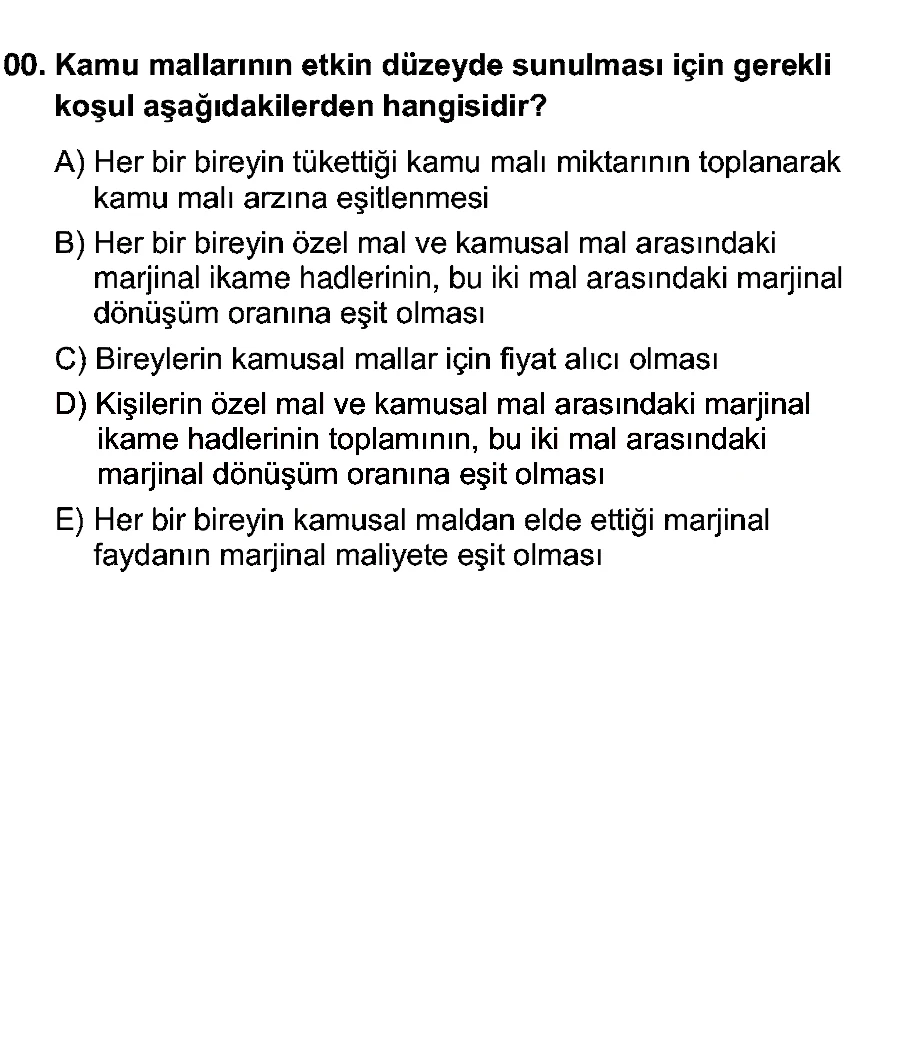 00. Kamu mallarının etkin düzeyde sunulması için gerekli
koşul aşağıdakilerden hangisidir?
A) Her bir bireyin tükettiği kamu malı miktarının toplanarak
kamu malı arzına eşitlenmesi
B) Her bir bireyin özel mal ve kamusal mal arasındaki
marjinal ikame hadlerinin, bu iki mal arasındaki marjinal
dönüşüm oranına eşit olması
C) Bireylerin kamusal mallar için fiyat alıcı olması
D) Kişilerin özel mal ve kamusal mal arasındaki marjinal
ikame hadlerinin toplamının, bu iki mal arasındaki
marjinal dönüşüm oranına eşit olması
E) Her bir bireyin kamusal maldan elde ettiği marjinal
faydanın marjinal maliyete eşit olması